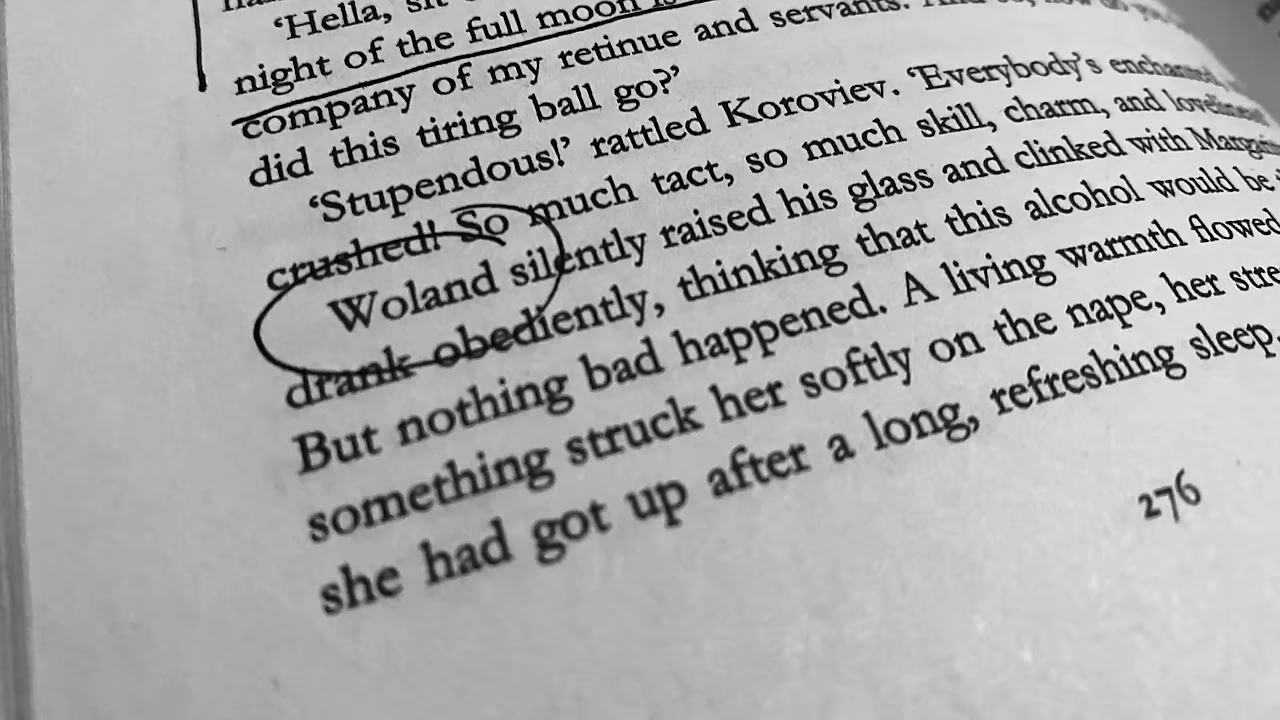 ‘Hella, sit
night of the full moon is
company of my retinue and servants.
did this tiring ball go?’
‘Stupendous!’ rattled Koroviev. ‘Everybody’s enchanted,
crushed! So much tact, so much skill, charm, and loveliness
Woland silently raised his glass and clinked with
drank obediently, thinking that this alcohol would be
But nothing bad happened. A living warmth flowed
something struck her softly on the nape, her stre
she had got up after a long, refreshing sleep,
276